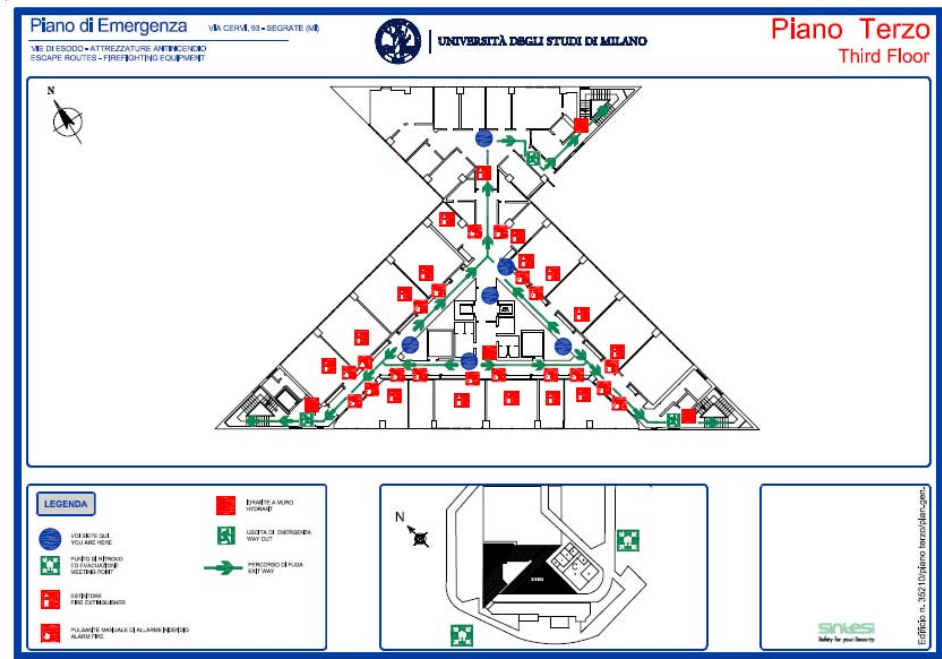 Piano di Emergenza
VIA CERVI, 93 - SEGRATE (MI)
VIE DI ESODO - ATTREZZATURE ANTINCENDIO
ESCAPE ROUTES - FIREFIGHTING EQUIPMENT
UNIVERSITÀ DEGLI STUDI DI MILANO
Piano Terzo
Third Floor
N
LEGENDA
VOI SIETE QUI
YOU ARE HERE
PUNTO DI RITROVO
ED EVACUAZIONE
MEETING POINT
ESTINTORE
FIRE EXTINGUISHER
PULSANTE MANUALE DI ALLARME INCENDIO
ALARM FIRE
IDRANTE A MURO
HYDRANT
USCITA DI EMERGENZA
WAY OUT
PERCORSO DI FUGA
EXIT WAY
N
sintesi
Safety for your Security
Edificio n. 35210/piano terzo/plan.gen.